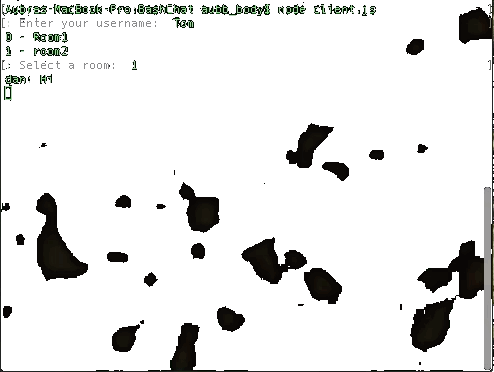 [Aubras-MacBook-Pro:BashChat aubb_body$ node Client.js
[: Enter your username:  Tom
0 - Room1
1 - room2
[: Select a room:  1
dan: Hi